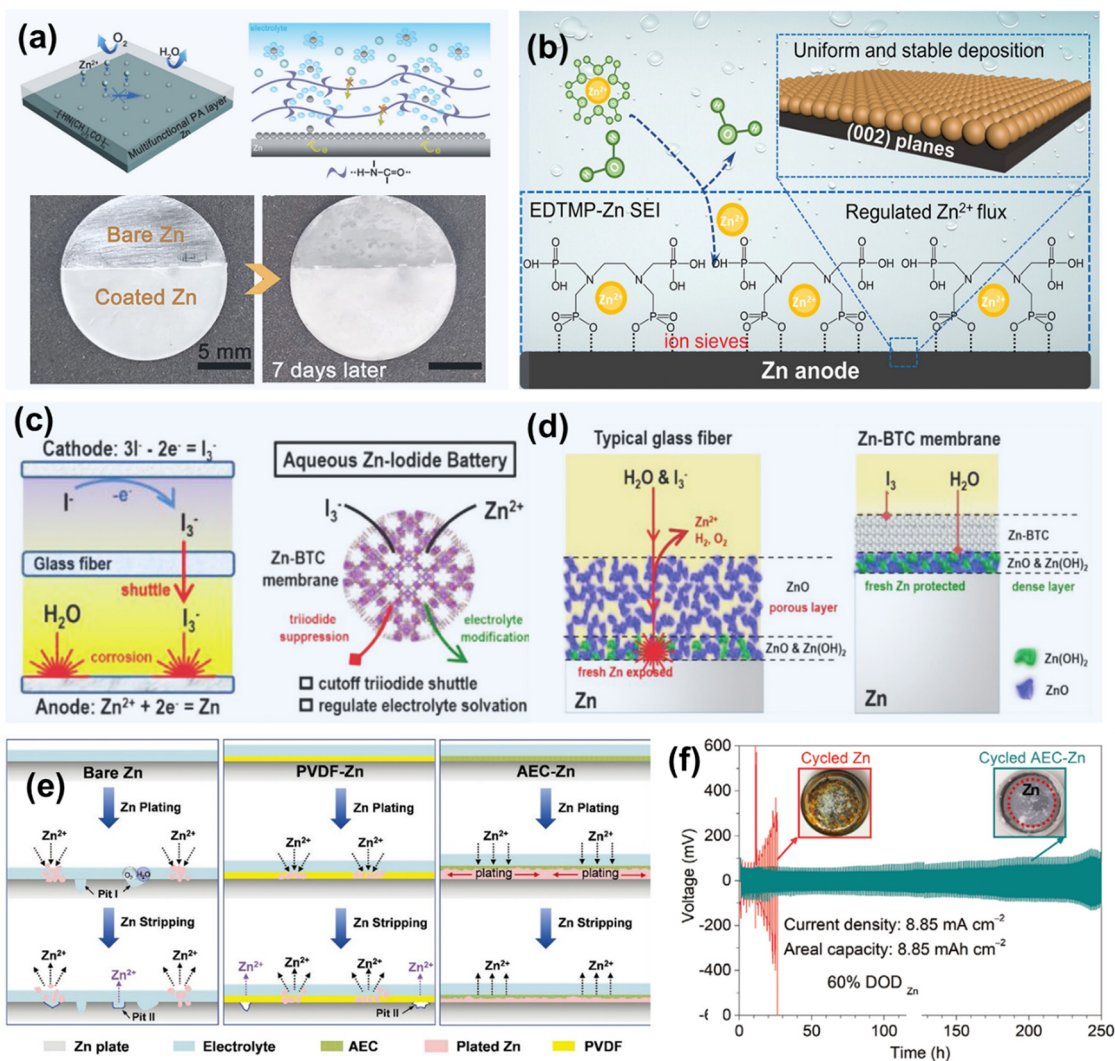 (a)
O₂
H₂O
Zn²⁺
Multifunctional PA layer
Zn
electrolyte
Zn
··H–N–C=O··
Bare Zn
Coated Zn
5 mm
7 days later
(b)
Zn²⁺
H
O
H
H
O
H
Uniform and stable deposition
(002) planes
EDTMP-Zn SEI
Zn²⁺
Regulated Zn²⁺ flux
Zn²⁺
Zn²⁺
Zn²⁺
ion sieves
Zn anode
(c)
Cathode: 3I⁻ - 2e⁻ = I₃⁻
I⁻
-e⁻
I₃⁻
Glass fiber
shuttle
H₂O
I₃⁻
corrosion
Anode: Zn²⁺ + 2e⁻ = Zn
Aqueous Zn-Iodide Battery
I₃⁻
Zn²⁺
Zn-BTC
membrane
triiodide
suppression
electrolyte
modification
cutoff triiodide shuttle
regulate electrolyte solvation
(d)
Typical glass fiber
H₂O & I₃⁻
Zn²⁺
H₂, O₂
ZnO
porous layer
ZnO & Zn(OH)₂
fresh Zn exposed
Zn
Zn-BTC membrane
I₃
H₂O
Zn-BTC
ZnO & Zn(OH)₂
fresh Zn protected
dense layer
Zn(OH)₂
ZnO
Zn
(e)
Bare Zn
Zn Plating
Zn²⁺
Zn²⁺
O₂
H₂O
Pit I
Zn Stripping
Zn²⁺
Zn²⁺
Zn²⁺
Pit II
PVDF-Zn
Zn Plating
Zn²⁺
Zn²⁺
Zn Stripping
Zn²⁺
Zn²⁺
Zn²⁺
Zn²⁺
Pit II
AEC-Zn
Zn Plating
Zn²⁺
Zn²⁺
plating
plating
Zn Stripping
Zn²⁺
Zn²⁺
Zn plate
Electrolyte
AEC
Plated Zn
PVDF
(f)
Cycled Zn
Cycled AEC-Zn
Zn
600
400
200
0
-200
-400
Voltage (mV)
Current density: 8.85 mA cm⁻²
Areal capacity: 8.85 mAh cm⁻²
60% DOD Zn
0 50 100 150 200 250
Time (h)